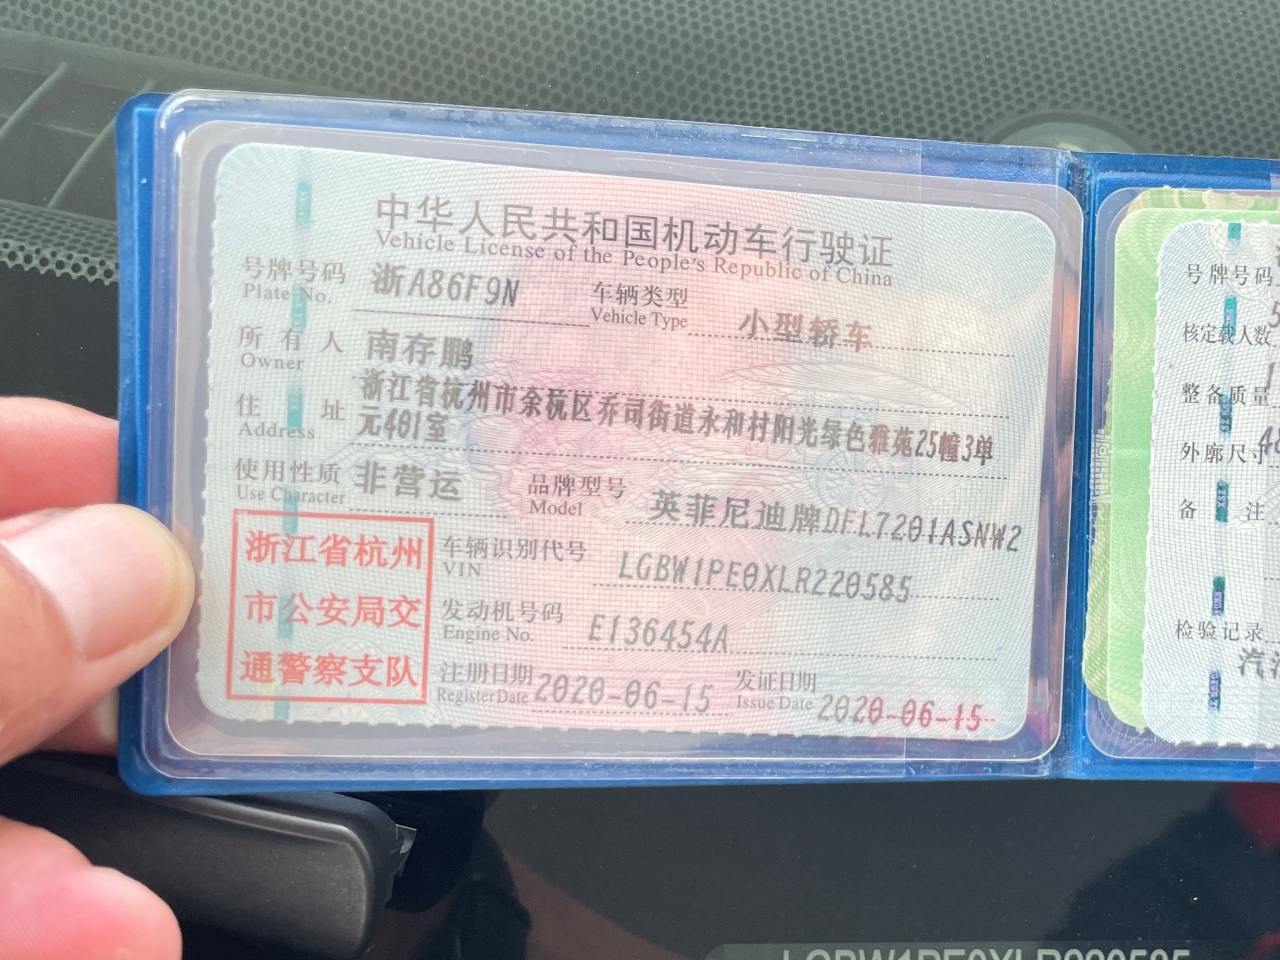 中华人民共和国机动车行驶证
Vehicle License of the People's Republic of China
号牌号码 浙A86F9N 车辆类型 小型轿车
Plate No. Vehicle Type
所有人 南存鹏
Owner
住址 浙江省杭州市余杭区乔司街道永和村阳光绿色雅苑25幢3单
Address 元401室
使用性质 非营运 品牌型号 英菲尼迪牌DFL7201ASNW2
Use Character Model
浙江省杭州
市公安局交
通警察支队
车辆识别代号 LGBW1PE0XLR220585
VIN
发动机号码 E136454A
Engine No.
注册日期 2020-06-15 发证日期 2020-06-15
Register Date Issue Date
号牌号码
核定载人数 5
整备质量
外廓尺寸
备注
检验记录
LGBW1PE0XLR220585